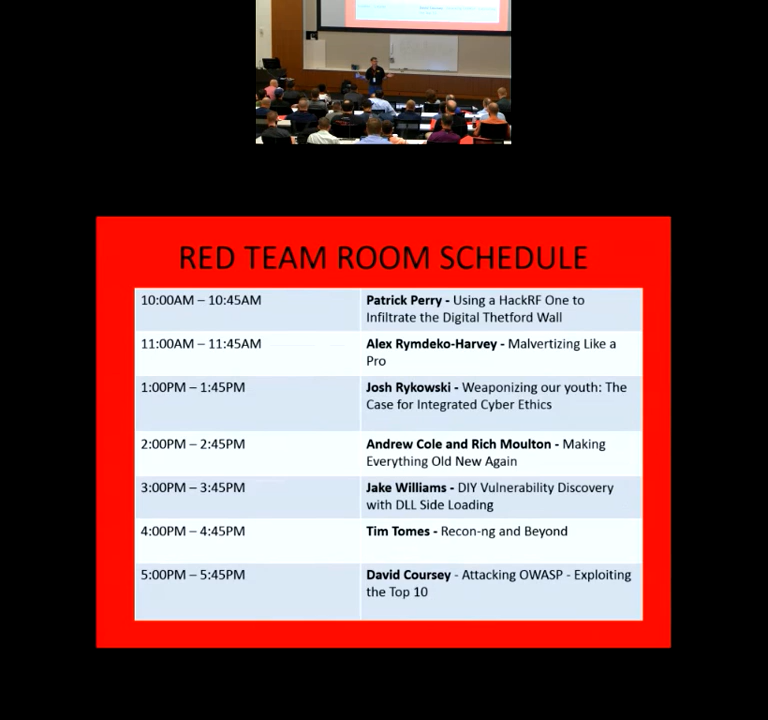 RED TEAM ROOM SCHEDULE
10:00AM – 10:45AM
Patrick Perry - Using a HackRF One to
Infiltrate the Digital Thetford Wall
11:00AM – 11:45AM
Alex Rymdeko-Harvey - Malvertizing Like a
Pro
1:00PM – 1:45PM
Josh Rykowski - Weaponizing our youth: The
Case for Integrated Cyber Ethics
2:00PM – 2:45PM
Andrew Cole and Rich Moulton - Making
Everything Old New Again
3:00PM – 3:45PM
Jake Williams - DIY Vulnerability Discovery
with DLL Side Loading
4:00PM – 4:45PM
Tim Tomes - Recon-ng and Beyond
5:00PM – 5:45PM
David Coursey - Attacking OWASP - Exploiting
the Top 10